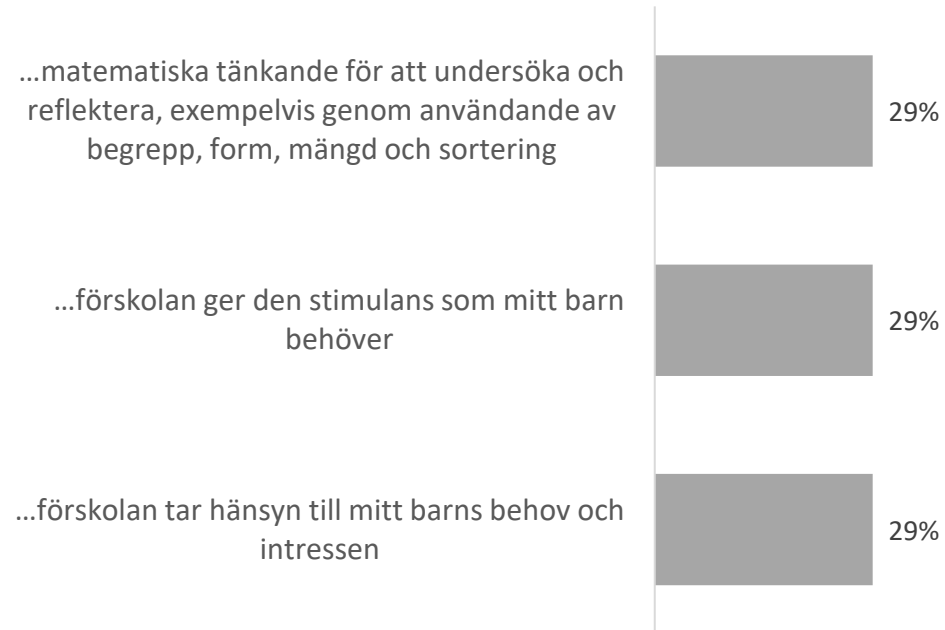 ...matematiska tänkande för att undersöka och
reflektera, exempelvis genom användande av
begrepp, form, mängd och sortering
29%
...förskolan ger den stimulans som mitt barn
behöver
29%
...förskolan tar hänsyn till mitt barns behov och
intressen
29%